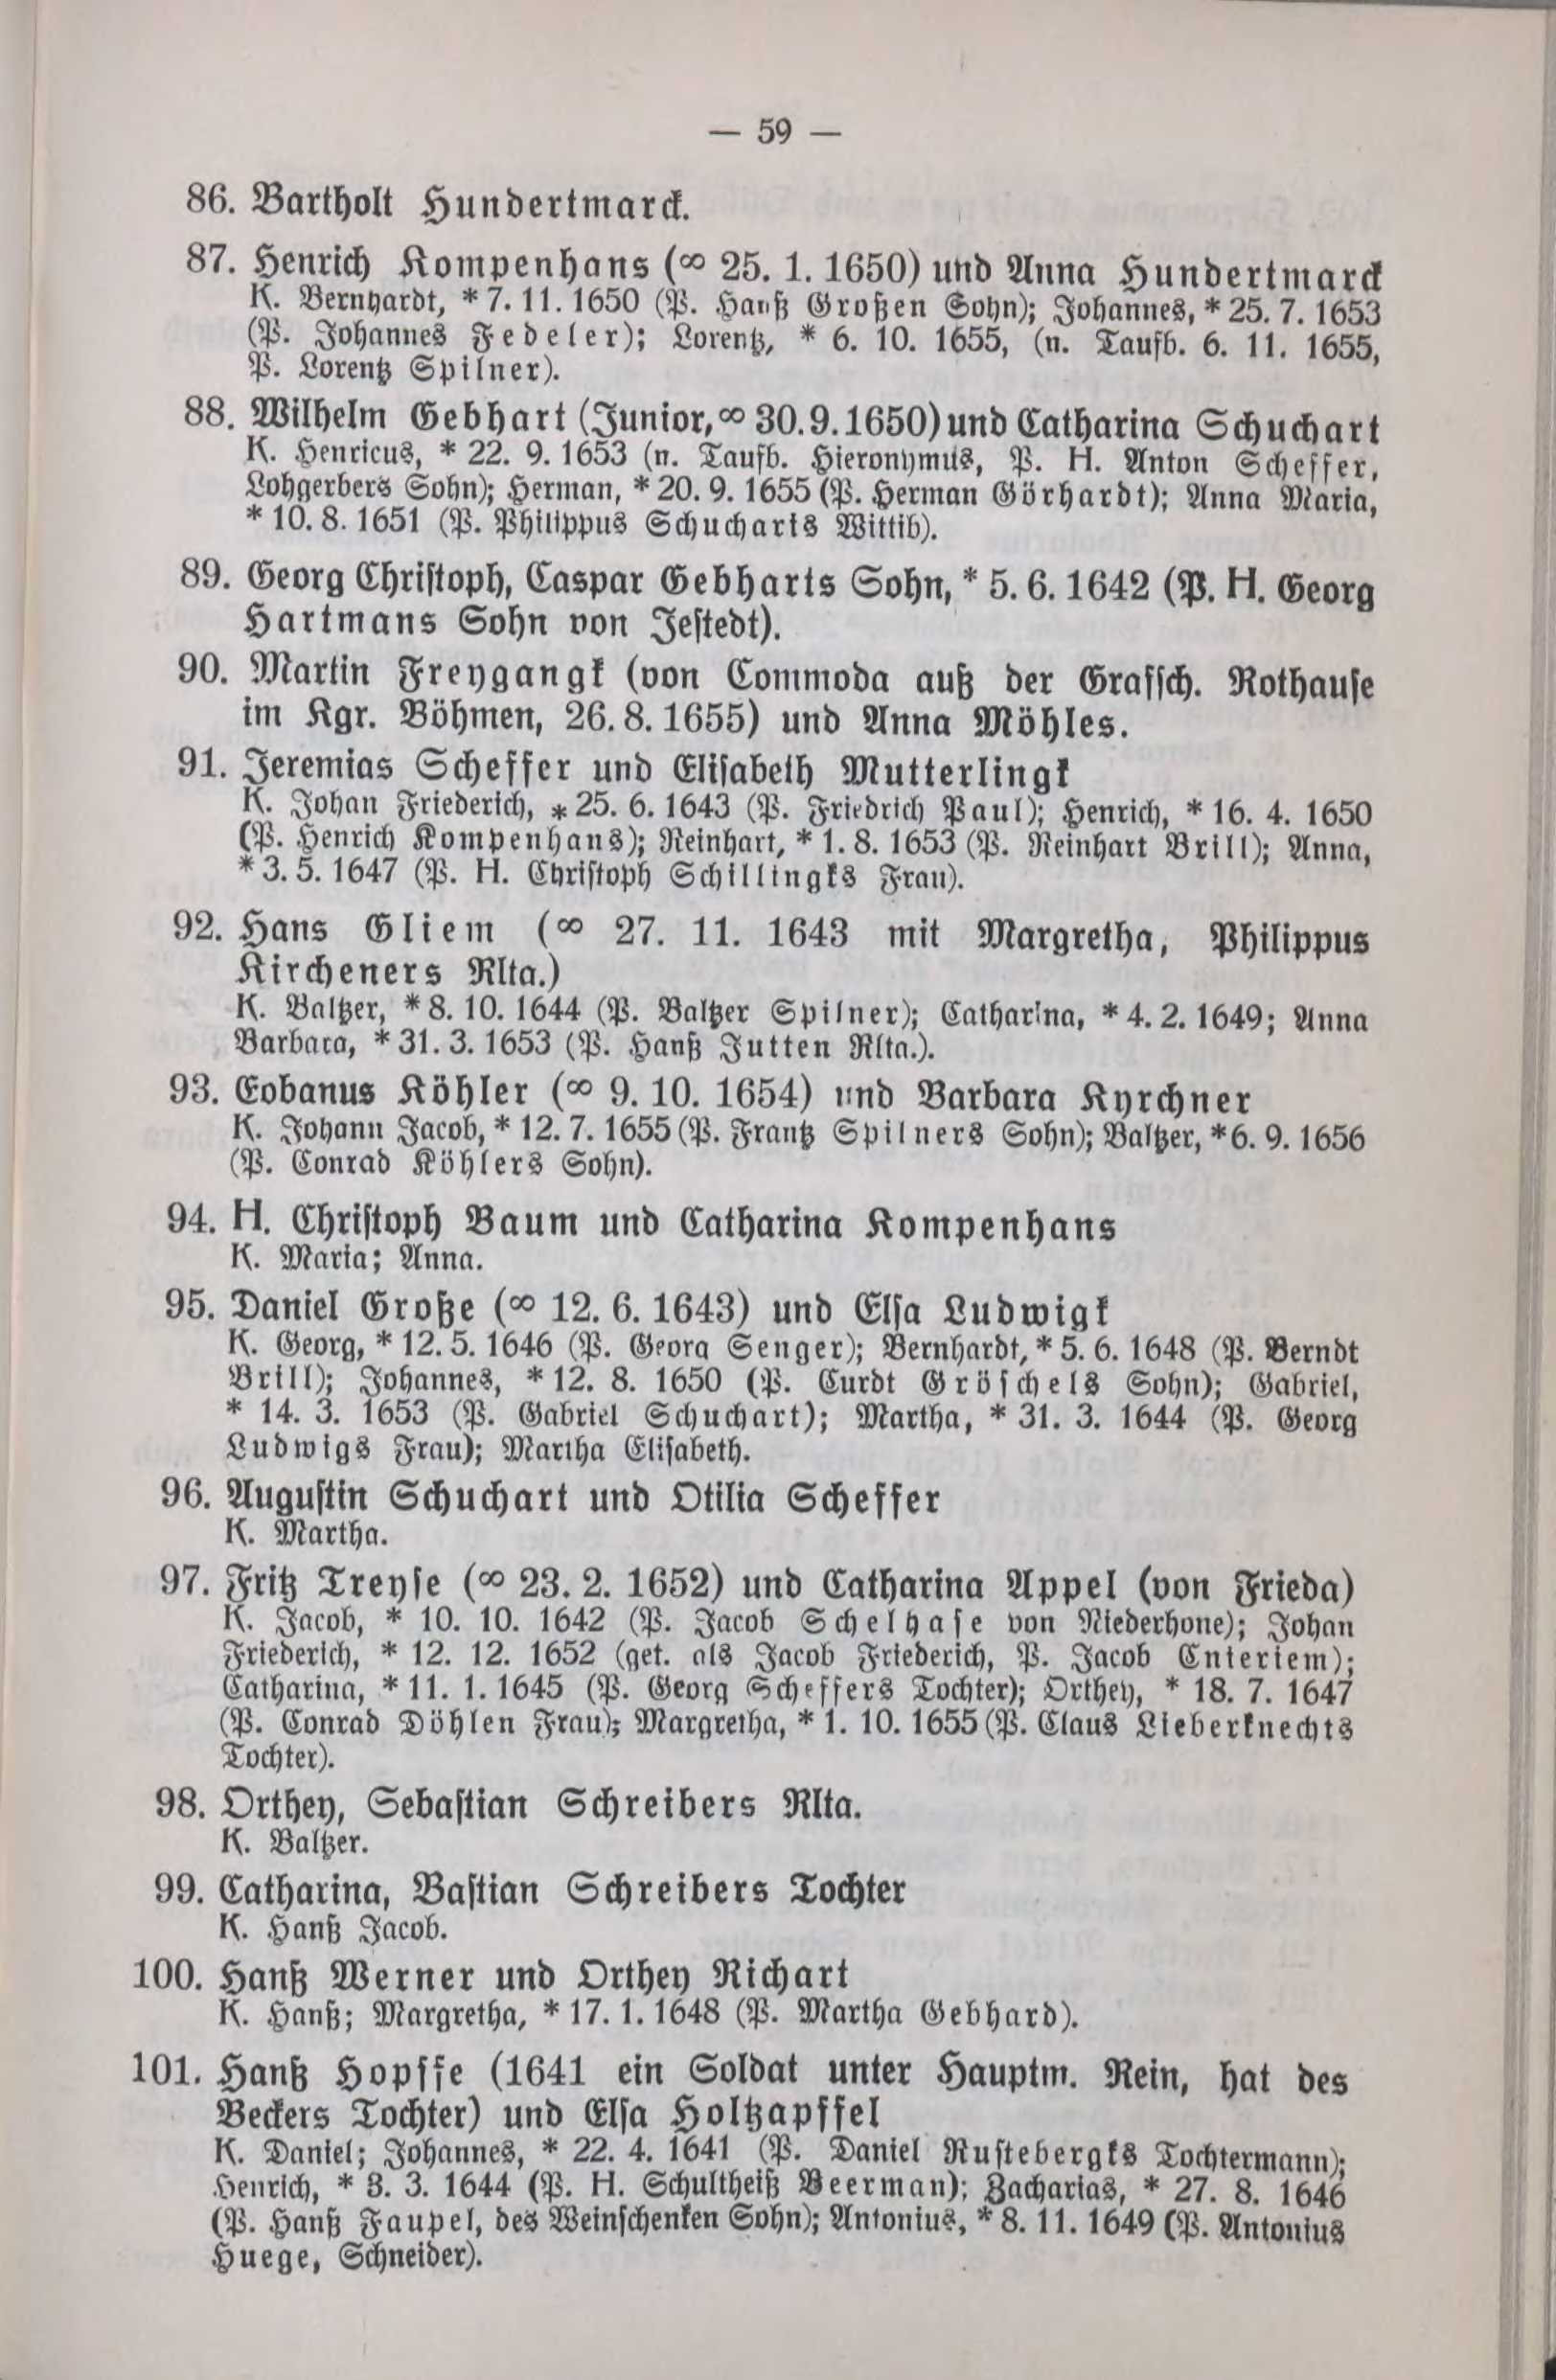 — 59 —
86. Bartholt Hundertmarck.
87. Henrich Kompenhans (∞ 25. 1. 1650) und Anna Hundertmarck
K. Bernhardt, * 7. 11. 1650 (P. Hanß Großen Sohn); Johannes, * 25. 7. 1653
(P. Johannes Fedeler); Lorentz, * 6. 10. 1655, (n. Taufb. 6. 11. 1655,
P. Lorentz Spilner).
88. Wilhelm Gebhart (Junior, ∞ 30. 9. 1650) und Catharina Schuchart
K. Henricus, * 22. 9. 1653 (n. Taufb. Hieronymus, P. H. Anton Scheffer,
Lohgerbers Sohn); Herman, * 20. 9. 1655 (P. Herman Görhardt); Anna Maria,
* 10. 8. 1651 (P. Philippus Schucharts Wittib).
89. Georg Christoph, Caspar Gebharts Sohn, * 5. 6. 1642 (P. H. Georg
Hartmans Sohn von Jestedt).
90. Martin Freygangk (von Commoda auß der Graffsch. Rothause
im Kgr. Böhmen, 26. 8. 1655) und Anna Möhles.
91. Jeremias Scheffer und Elisabeth Mutterlingk
K. Johan Friederich, * 25. 6. 1643 (P. Friedrich Paul); Henrich, * 16. 4. 1650
(P. Henrich Kompenhans); Reinhart, * 1. 8. 1653 (P. Reinhart Brill); Anna,
* 3. 5. 1647 (P. H. Christoph Schillingks Frau).
92. Hans Gliem (∞ 27. 11. 1643 mit Margretha, Philippus
Kircheners Rlta.)
K. Baltzer, * 8. 10. 1644 (P. Baltzer Spilner); Catharina, * 4. 2. 1649; Anna
Barbara, * 31. 3. 1653 (P. Hanß Jutten Rlta.).
93. Eobanus Köhler (∞ 9. 10. 1654) und Barbara Kyrchner
K. Johann Jacob, * 12. 7. 1655 (P. Frantz Spilners Sohn); Baltzer, * 6. 9. 1656
(P. Conrad Köhlers Sohn).
94. H. Christoph Baum und Catharina Kompenhans
K. Maria; Anna.
95. Daniel Große (∞ 12. 6. 1643) und Elsa Ludwigk
K. Georg, * 12. 5. 1646 (P. Georg Senger); Bernhardt, * 5. 6. 1648 (P. Berndt
Brill); Johannes, * 12. 8. 1650 (P. Curdt Gröschels Sohn); Gabriel,
* 14. 3. 1653 (P. Gabriel Schuchart); Martha, * 31. 3. 1644 (P. Georg
Ludwigs Frau); Martha Elisabeth.
96. Augustin Schuchart und Otilia Scheffer
K. Martha.
97. Fritz Treyse (∞ 23. 2. 1652) und Catharina Appel (von Frieda)
K. Jacob, * 10. 10. 1642 (P. Jacob Schelhase von Niederhone); Johan
Friederich, * 12. 12. 1652 (get. als Jacob Friederich, P. Jacob Enteriem);
Catharina, * 11. 1. 1645 (P. Georg Scheffers Tochter); Orthey, * 18. 7. 1647
(P. Conrad Döhlen Frau); Margretha, * 1. 10. 1655 (P. Claus Lieberknechts
Tochter).
98. Orthey, Sebastian Schreibers Rlta.
K. Baltzer.
99. Catharina, Bastian Schreibers Tochter
K. Hanß Jacob.
100. Hanß Werner und Orthey Richart
K. Hanß; Margretha, * 17. 1. 1648 (P. Martha Gebhard).
101. Hanß Hopffe (1641 ein Soldat unter Hauptm. Rein, hat des
Beckers Tochter) und Elsa Holtzapffel
K. Daniel; Johannes, * 22. 4. 1641 (P. Daniel Rustebergks Tochtermann);
Henrich, * 3. 3. 1644 (P. H. Schultheiß Beerman); Zacharias, * 27. 8. 1646
(P. Hanß Faupel, des Weinschenken Sohn); Antonius, * 8. 11. 1649 (P. Antonius
Huege, Schneider).